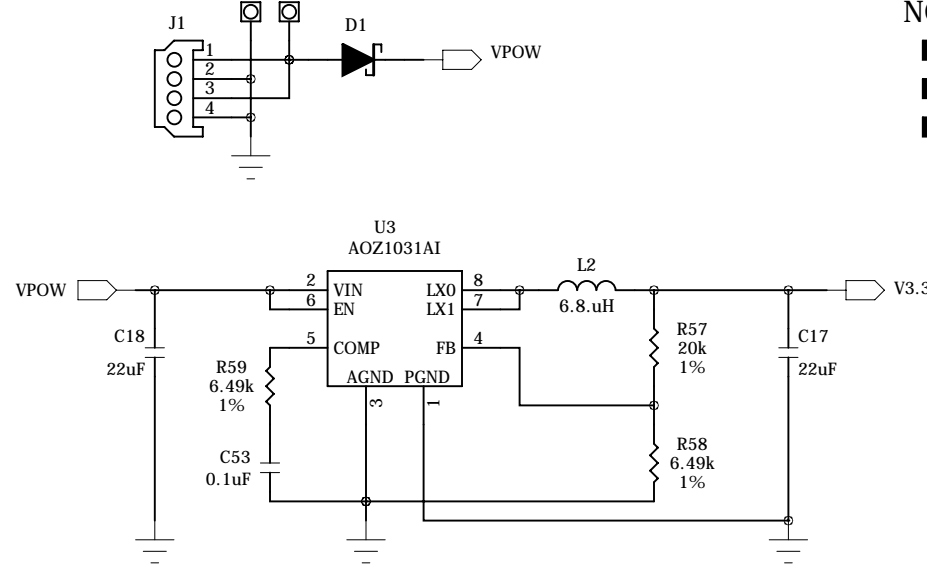 NO
J1
D1
1
2
3
4
VPOW
U3
AOZ1031AI
VPOW
2
VIN
LX0
8
6
EN
LX1
7
L2
6.8.uH
V3.3
C18
22uF
5
COMP
FB
4
R59
6.49k
1%
AGND
PGND
3
1
R57
20k
1%
C17
22uF
C53
0.1uF
R58
6.49k
1%